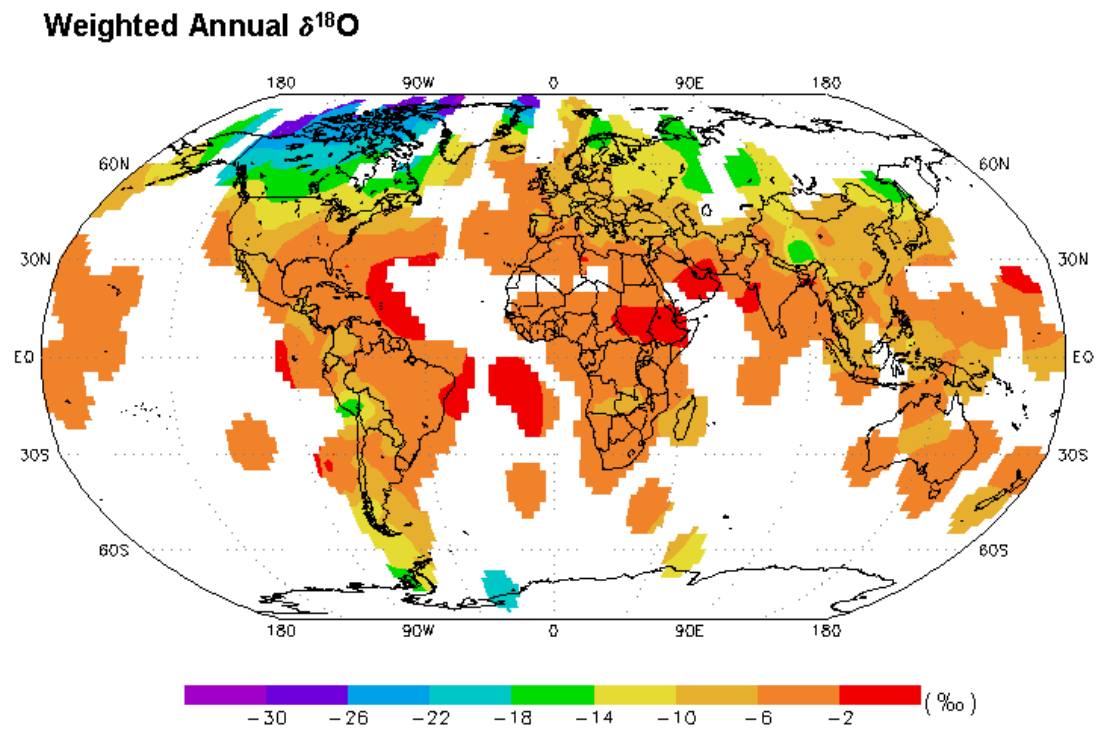 Weighted Annual δ¹⁸O
180 90W 0 90E 180
60N 60N
30N 30N
EQ EQ
30S 30S
60S 60S
180 90W 0 90E 180
-30 -26 -22 -18 -14 -10 -6 -2 (‰)